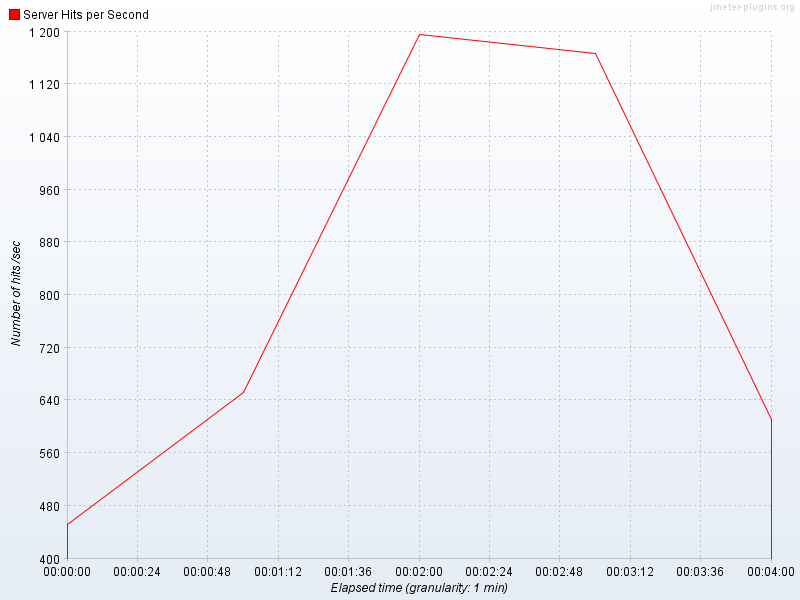 jmeter-plugins.org
Server Hits per Second
1 200
1 120
1 040
960
880
800
720
640
560
480
400
Number of hits /sec
00:00:00 00:00:24 00:00:48 00:01:12 00:01:36 00:02:00 00:02:24 00:02:48 00:03:12 00:03:36 00:04:00
Elapsed time (granularity: 1 min)